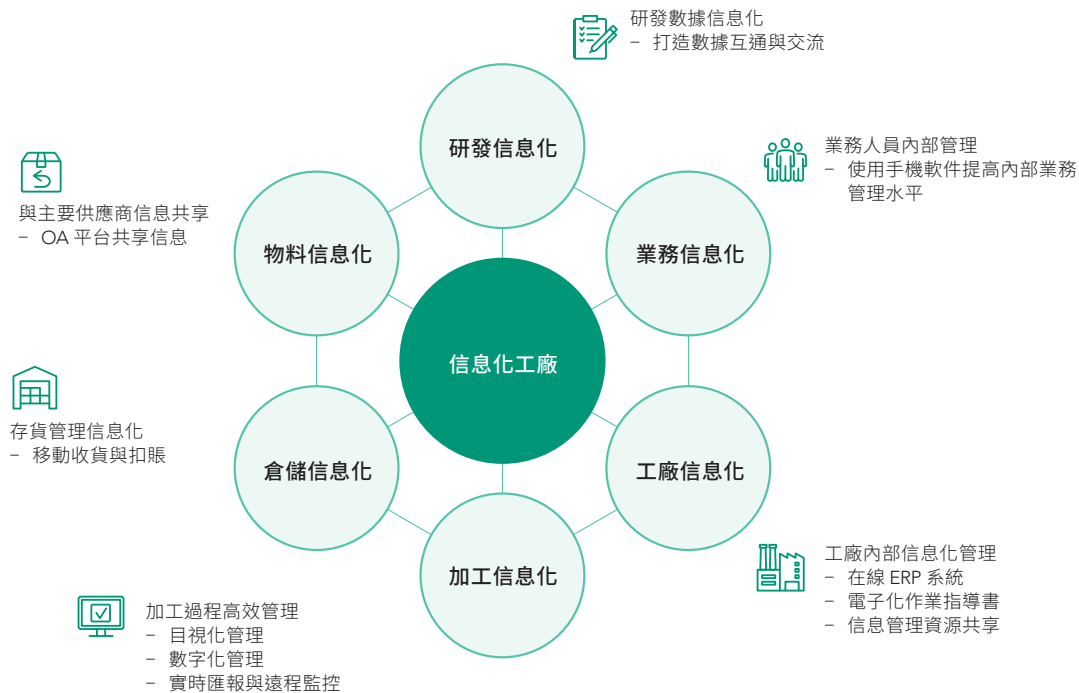 研發數據信息化
– 打造數據互通與交流
研發信息化
業務人員內部管理
– 使用手機軟件提高內部業務
管理水平
與主要供應商信息共享
– OA 平台共享信息
物料信息化
業務信息化
信息化工廠
存貨管理信息化
– 移動收貨與扣賬
倉儲信息化
工廠信息化
加工信息化
工廠內部信息化管理
– 在線 ERP 系統
– 電子化作業指導書
– 信息管理資源共享
加工過程高效管理
– 目視化管理
– 數字化管理
– 實時匯報與遠程監控